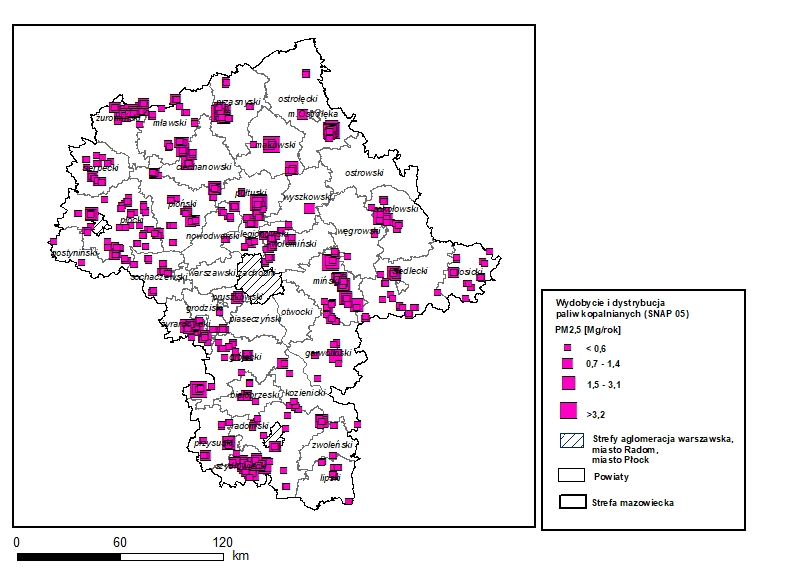 ostrołęcki
m.Ostrołęka
żuromiński
mławski
makowski
ciechanowski
ostrowski
pułtuski
wyszkowski
płoński
płocki
sokołowski
węgrowski
nowodworski
legionowski
wołomiński
gostyniński
sochaczewski
warszawski zachodni
siedlecki
łosicki
pruszkowski
grodziski
piaseczyński
otwocki
żyrardowski
grójecki
garwoliński
białobrzeski
kozienicki
radomski
przysuski
zwoleński
szydłowiecki
lipski
Wydobycie i dystrybucja
paliw kopalnianych (SNAP 05)
PM2,5 [Mg/rok]
< 0,6
0,7 - 1,4
1,5 - 3,1
>3,2
Strefy aglomeracja warszawska,
miasto Radom,
miasto Płock
Powiaty
Strefa mazowiecka
0 60 120
km